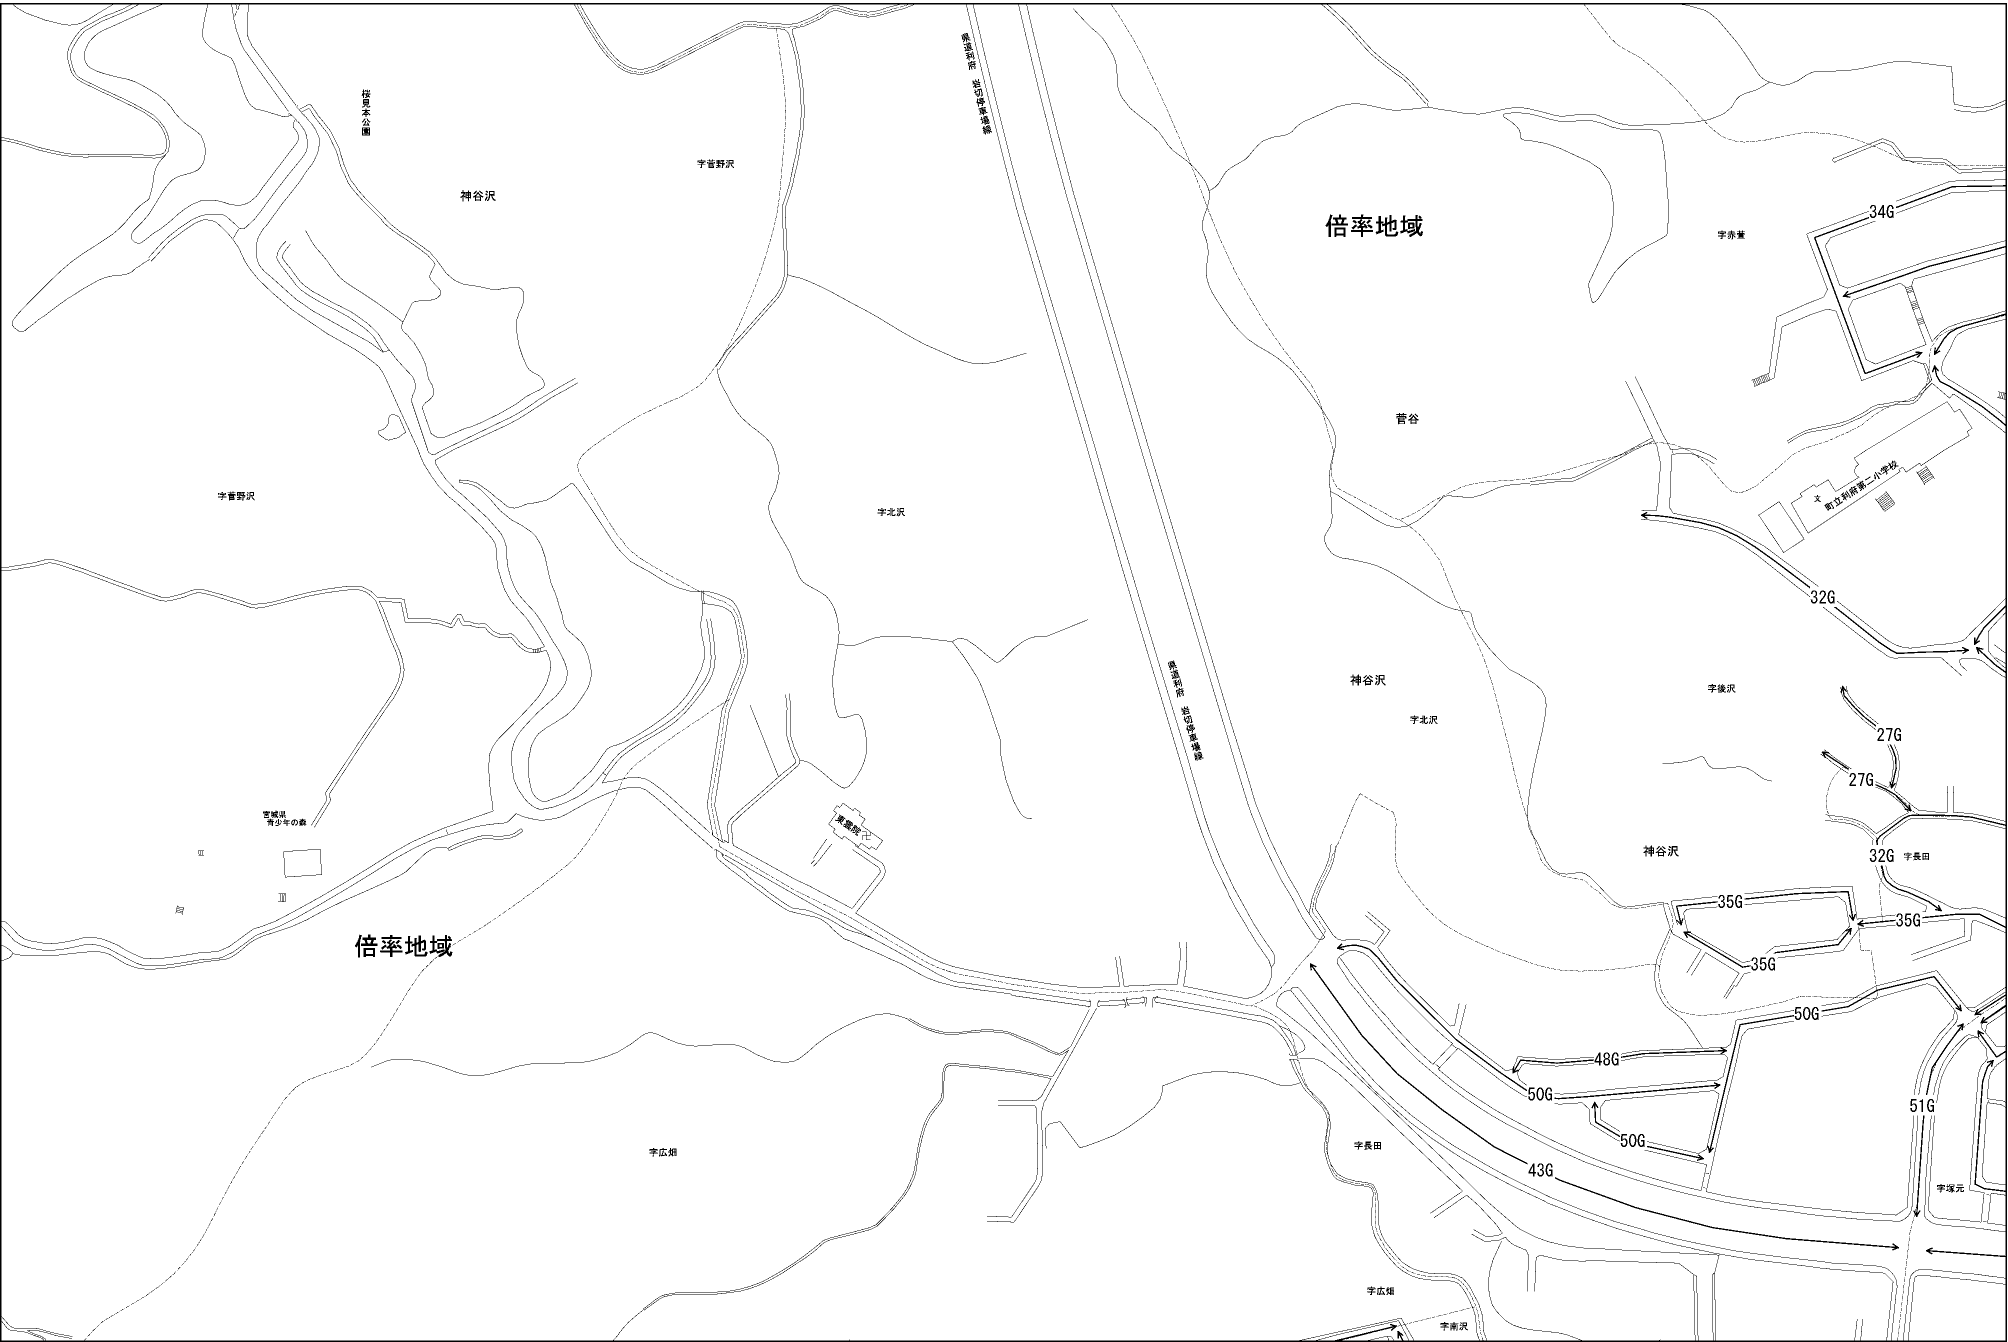 県道利府　岩切停車場線
桜見本公園
字菅野沢
神谷沢
倍率地域
34G
字赤萱
菅谷
町立利府第二小学校
文
字菅野沢
字北沢
32G
神谷沢
字後沢
字北沢
県道利府　岩切停車場線
27G
27G
宮城県
青少年の森
東雲院
神谷沢
32G
字長田
35G
35G
35G
倍率地域
50G
48G
50G
51G
50G
字広畑
字長田
43G
字塚元
字広畑
字南沢